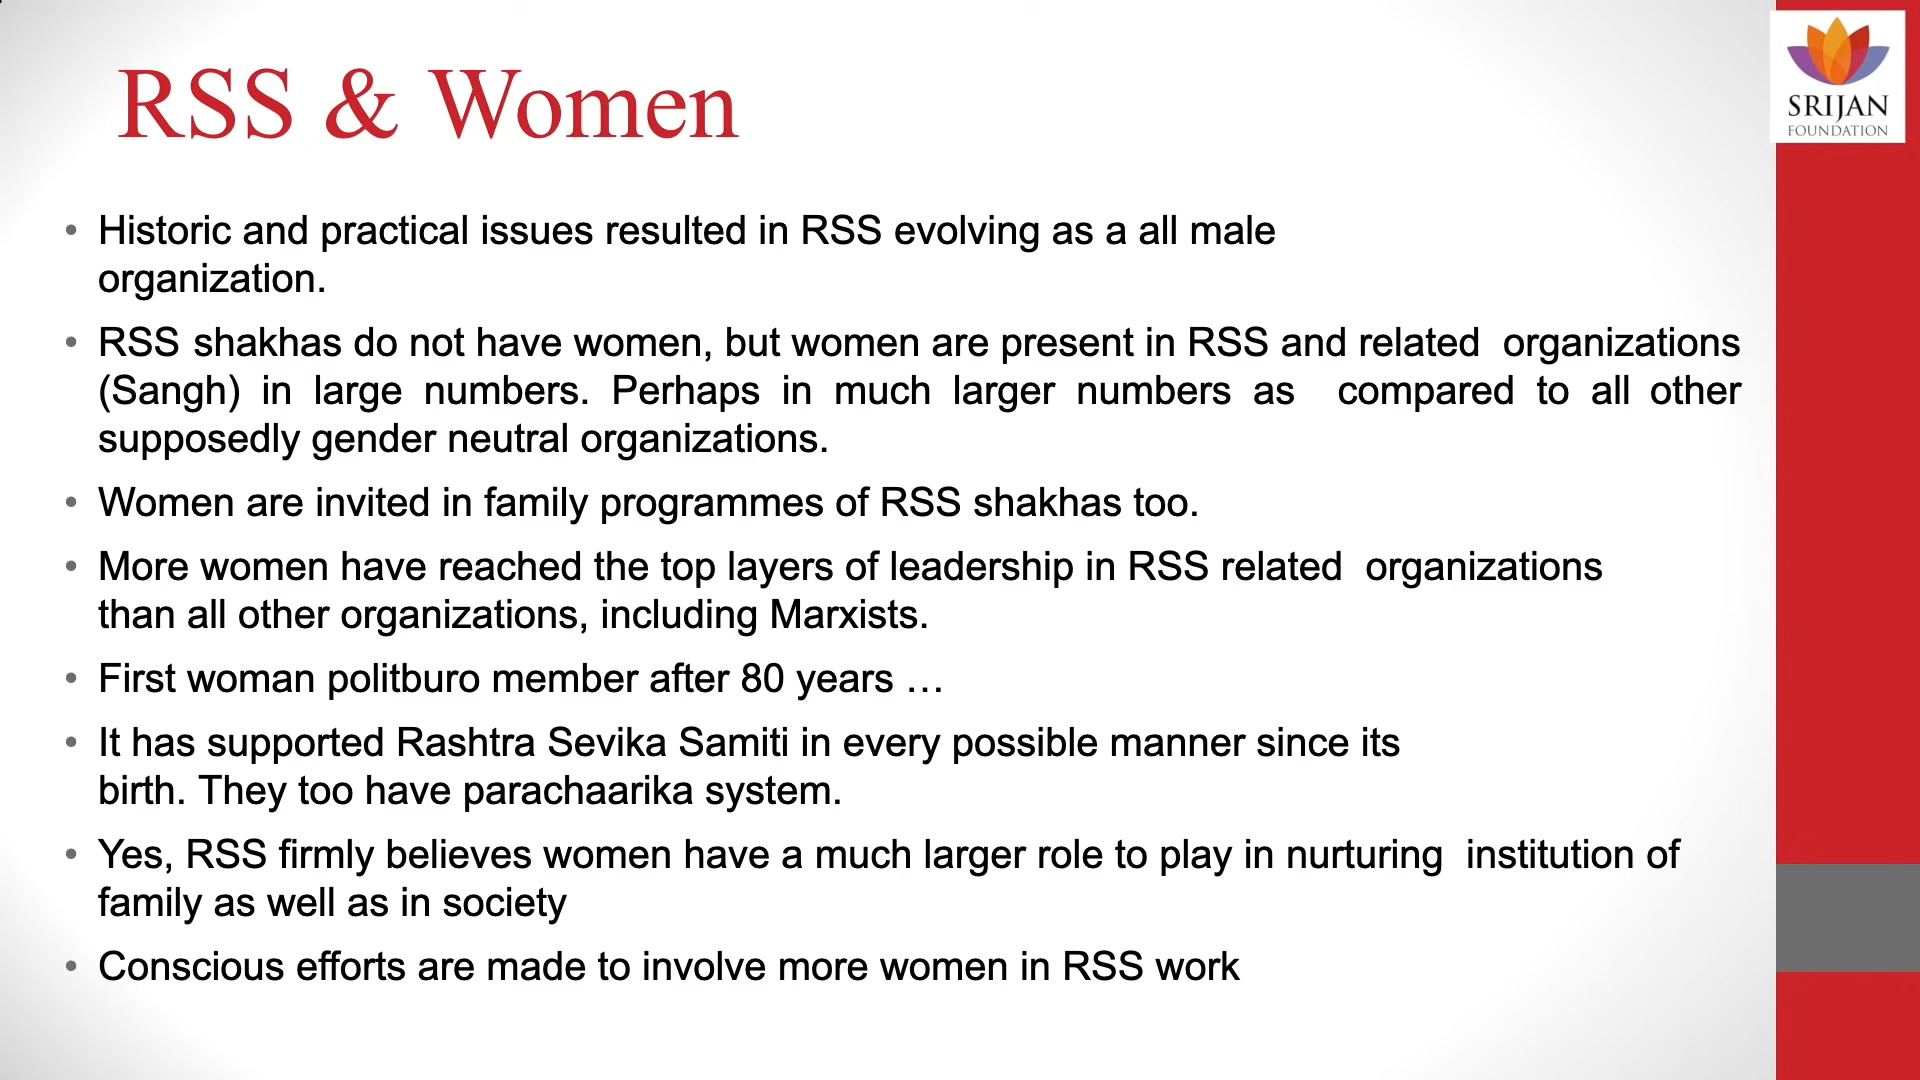 RSS & Women
SRIJAN
FOUNDATION
• Historic and practical issues resulted in RSS evolving as a all male
organization.
• RSS shakhas do not have women, but women are present in RSS and related organizations
(Sangh) in large numbers. Perhaps in much larger numbers as compared to all other
supposedly gender neutral organizations.
• Women are invited in family programmes of RSS shakhas too.
• More women have reached the top layers of leadership in RSS related organizations
than all other organizations, including Marxists.
• First woman politburo member after 80 years …
• It has supported Rashtra Sevika Samiti in every possible manner since its
birth. They too have parachaarika system.
• Yes, RSS firmly believes women have a much larger role to play in nurturing institution of
family as well as in society
• Conscious efforts are made to involve more women in RSS work